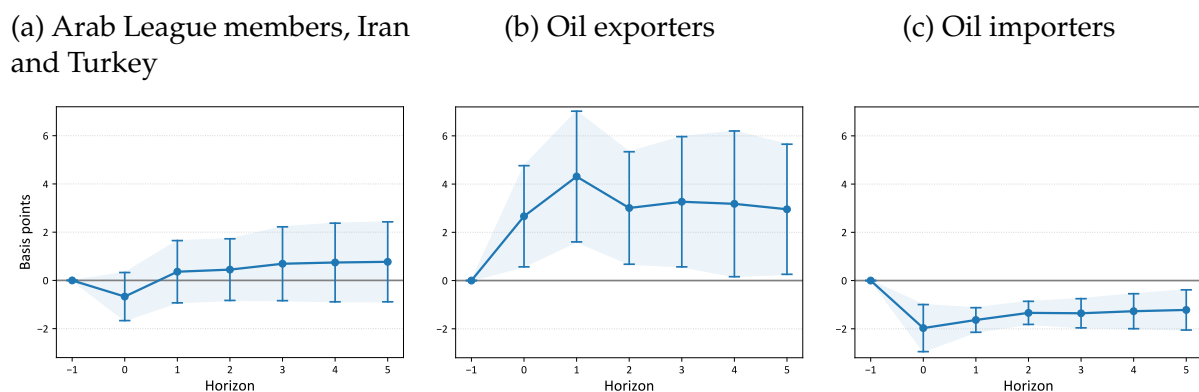 (a) Arab League members, Iran
and Turkey
(b) Oil exporters
(c) Oil importers
Basis points
6
4
2
0
−2
−1 0 1 2 3 4 5
Horizon
6
4
2
0
−2
−1 0 1 2 3 4 5
Horizon
6
4
2
0
−2
−1 0 1 2 3 4 5
Horizon